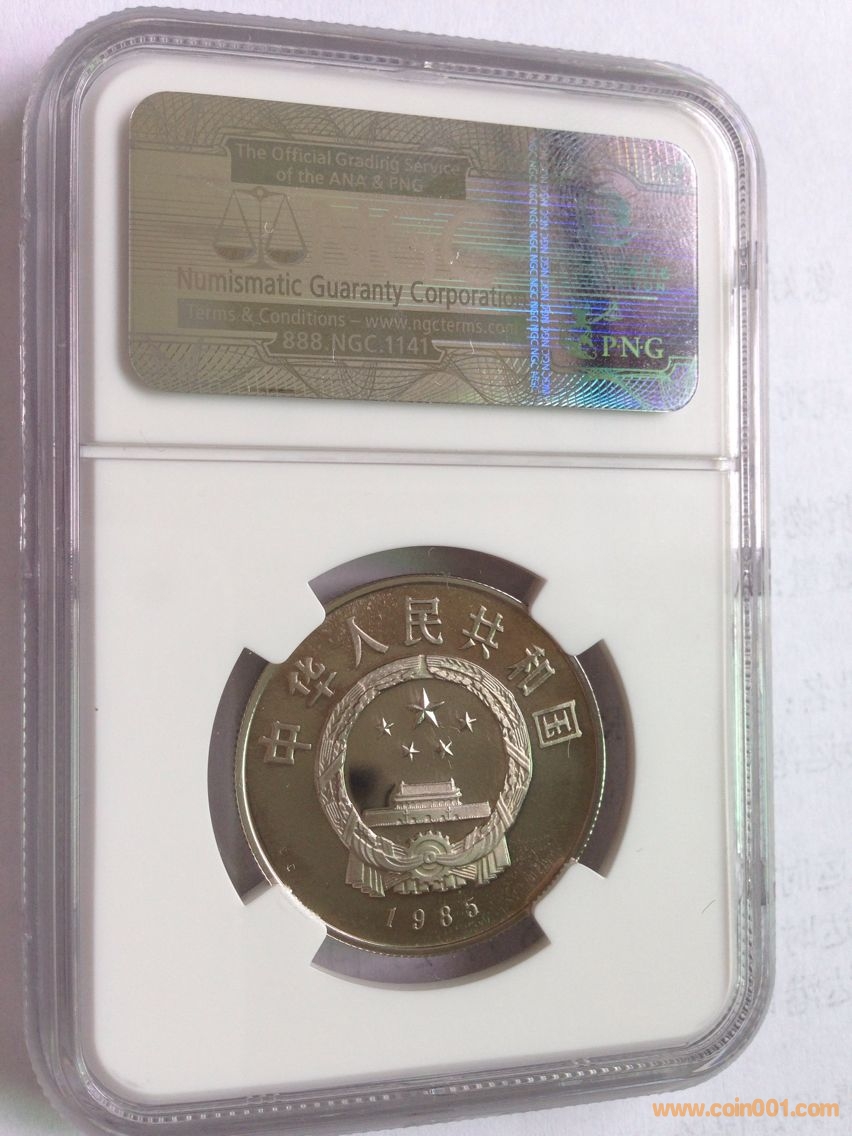 The Official Grading Service
of the ANA & PNG
Numismatic Guaranty Corporation
Terms & Conditions – www.ngcterms.com
888.NGC.1141
PNG
中华人民共和国
1985
www.coin001.com